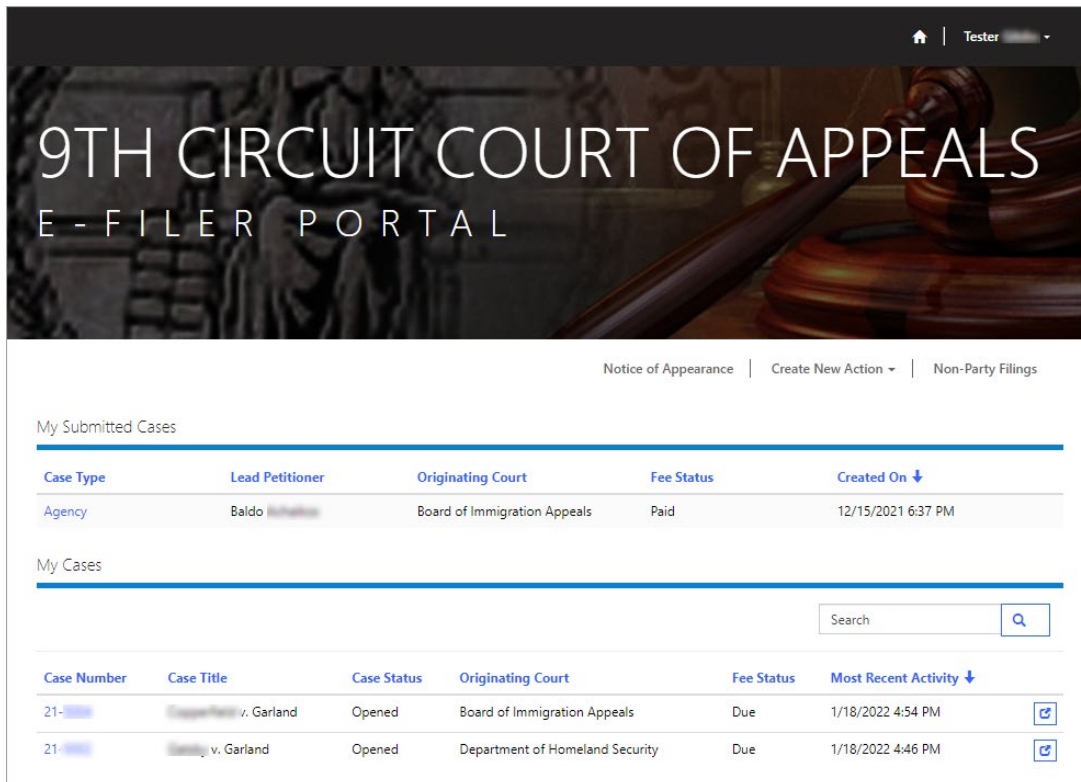 Tester
9TH CIRCUIT COURT OF APPEALS
E-FILER PORTAL
Notice of Appearance | Create New Action | Non-Party Filings
My Submitted Cases
Case Type Lead Petitioner Originating Court Fee Status Created On
Agency Baldo Board of Immigration Appeals Paid 12/15/2021 6:37 PM
My Cases
Search
Case Number Case Title Case Status Originating Court Fee Status Most Recent Activity
21- v. Garland Opened Board of Immigration Appeals Due 1/18/2022 4:54 PM
21- v. Garland Opened Department of Homeland Security Due 1/18/2022 4:46 PM